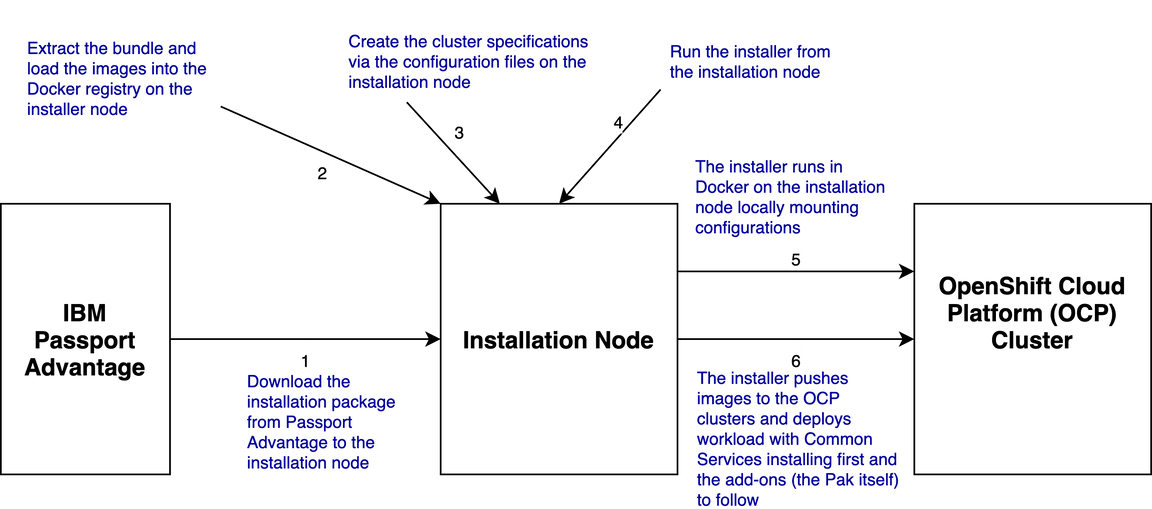 Extract the bundle and
load the images into the
Docker registry on the
installer node
2
Create the cluster specifications
via the configuration files on the
installation node
3
Run the installer from
the installation node
4
IBM
Passport
Advantage
1
Download the
installation package
from Passport
Advantage to the
installation node
Installation Node
The installer runs in
Docker on the installation
node locally mounting
configurations
5
6
The installer pushes
images to the OCP
clusters and deploys
workload with Common
Services installing first and
the add-ons (the Pak itself)
to follow
OpenShift Cloud
Platform (OCP)
Cluster